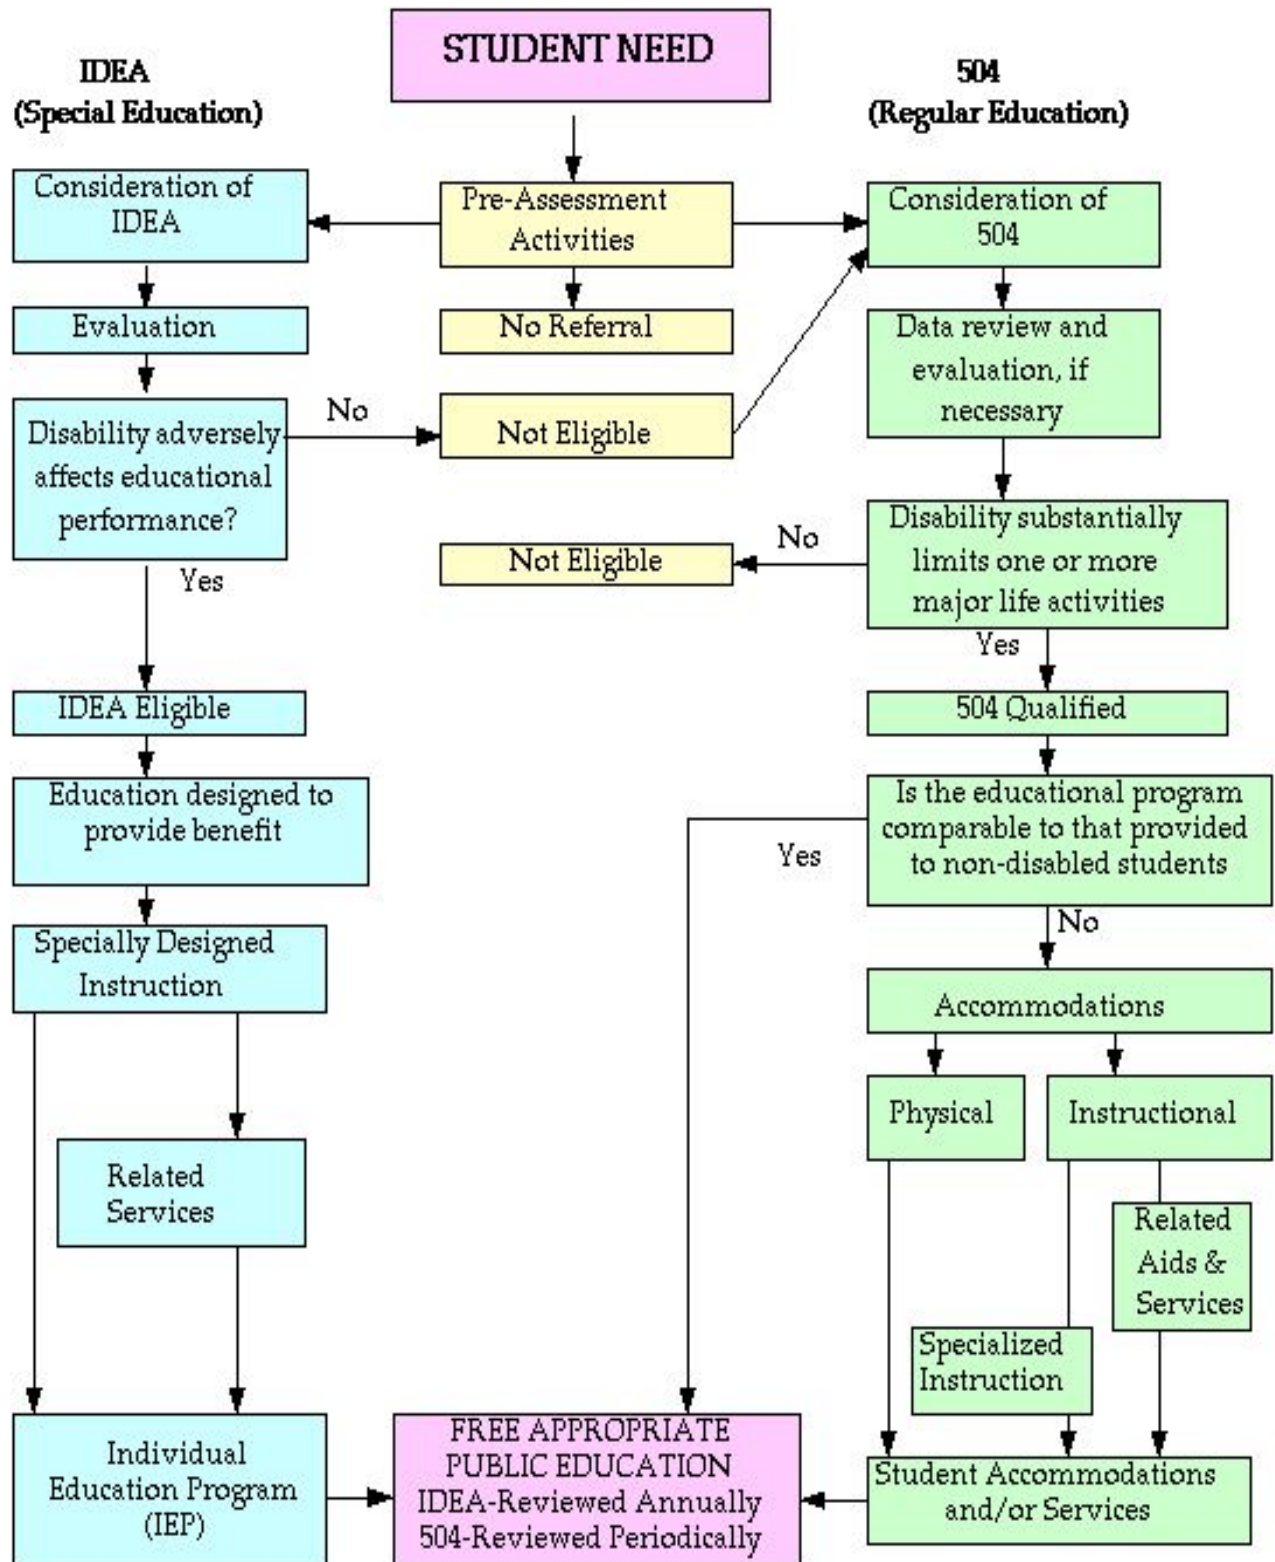 STUDENT NEED
IDEA
(Special Education)
504
(Regular Education)
Consideration of
IDEA
Pre-Assessment
Activities
Consideration of
504
Evaluation
No Referral
Data review and
evaluation, if
necessary
Disability adversely
affects educational
performance?
No
Not Eligible
Yes
Disability substantially
limits one or more
major life activities
No
Not Eligible
Yes
IDEA Eligible
504 Qualified
Education designed to
provide benefit
Is the educational program
comparable to that provided
to non-disabled students
Yes
No
Specially Designed
Instruction
Accommodations
Physical
Instructional
Related
Services
Related
Aids &
Services
Specialized
Instruction
Individual
Education Program
(IEP)
FREE APPROPRIATE
PUBLIC EDUCATION
IDEA-Reviewed Annually
504-Reviewed Periodically
Student Accommodations
and/or Services